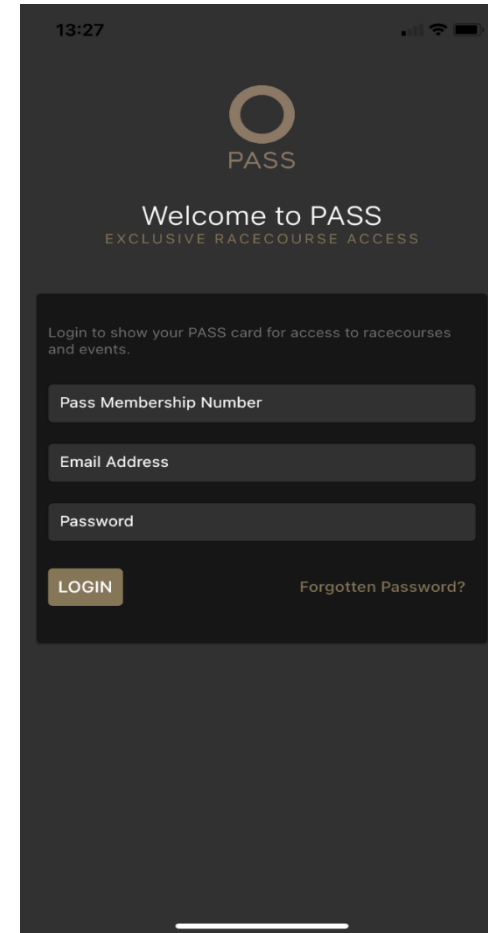 13:27
PASS
Welcome to PASS
EXCLUSIVE RACECOURSE ACCESS
Login to show your PASS card for access to racecourses
and events.
Pass Membership Number
Email Address
Password
LOGIN Forgotten Password?